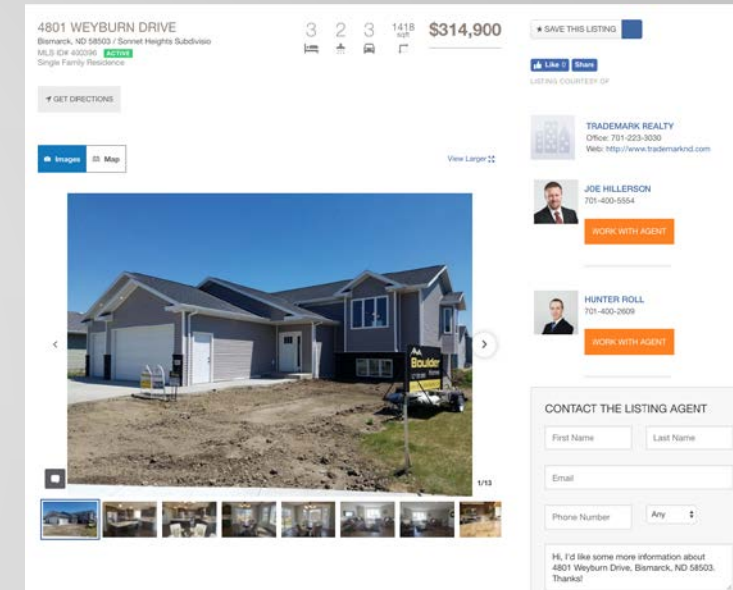 4801 WEYBURN DRIVE
Bismarck, ND 58503 / Sonnet Heights Subdivisio
MLS ID# 400396 ACTIVE
Single Family Residence
3 2 3 1418 sqft $314,900
GET DIRECTIONS
Images Map
View Larger
Boulder
Homes
1/13
SAVE THIS LISTING
Like 0 Share
LISTING COURTESY OF
TRADEMARK REALTY
Office: 701-223-3030
Web: http://www.trademarknd.com
JOE HILLERSON
701-400-5554
WORK WITH AGENT
HUNTER ROLL
701-400-2609
WORK WITH AGENT
CONTACT THE LISTING AGENT
First Name Last Name
Email
Phone Number Any
Hi, I'd like some more information about
4801 Weyburn Drive, Bismarck, ND 58503.
Thanks!